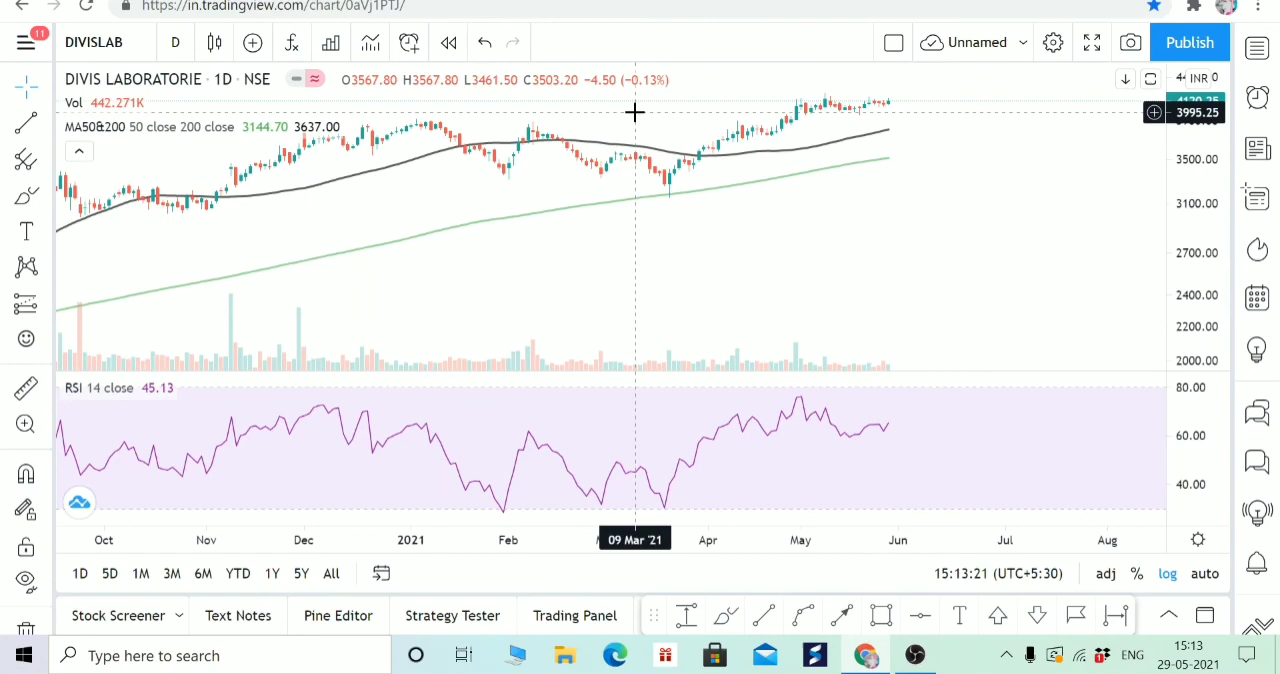 https://in.tradingview.com/chart/0aVj1PTJ/
11
DIVISLAB D Unnamed Publish
DIVIS LABORATORIE · 1D · NSE O3567.80 H3567.80 L3461.50 C3503.20 -4.50 (-0.13%)
INR
Vol 442.271K
4120.25
3995.25
MA50&200 50 close 200 close 3144.70 3637.00
3500.00
3100.00
2700.00
2400.00
2200.00
2000.00
RSI 14 close 45.13
80.00
60.00
40.00
Oct Nov Dec 2021 Feb 09 Mar '21 Apr May Jun Jul Aug
1D 5D 1M 3M 6M YTD 1Y 5Y All 15:13:21 (UTC+5:30) adj % log auto
Stock Screener Text Notes Pine Editor Strategy Tester Trading Panel
Type here to search ENG
15:13
29-05-2021